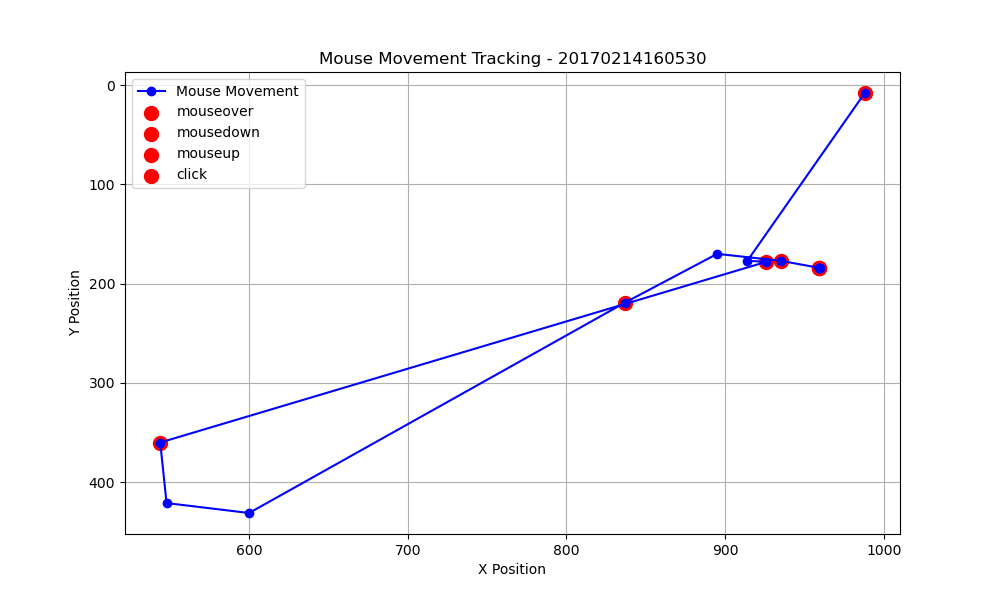 Mouse Movement Tracking - 20170214160530
Mouse Movement
mouseover
mousedown
mouseup
click
0
100
200
300
400
Y Position
600
700
800
900
1000
X Position